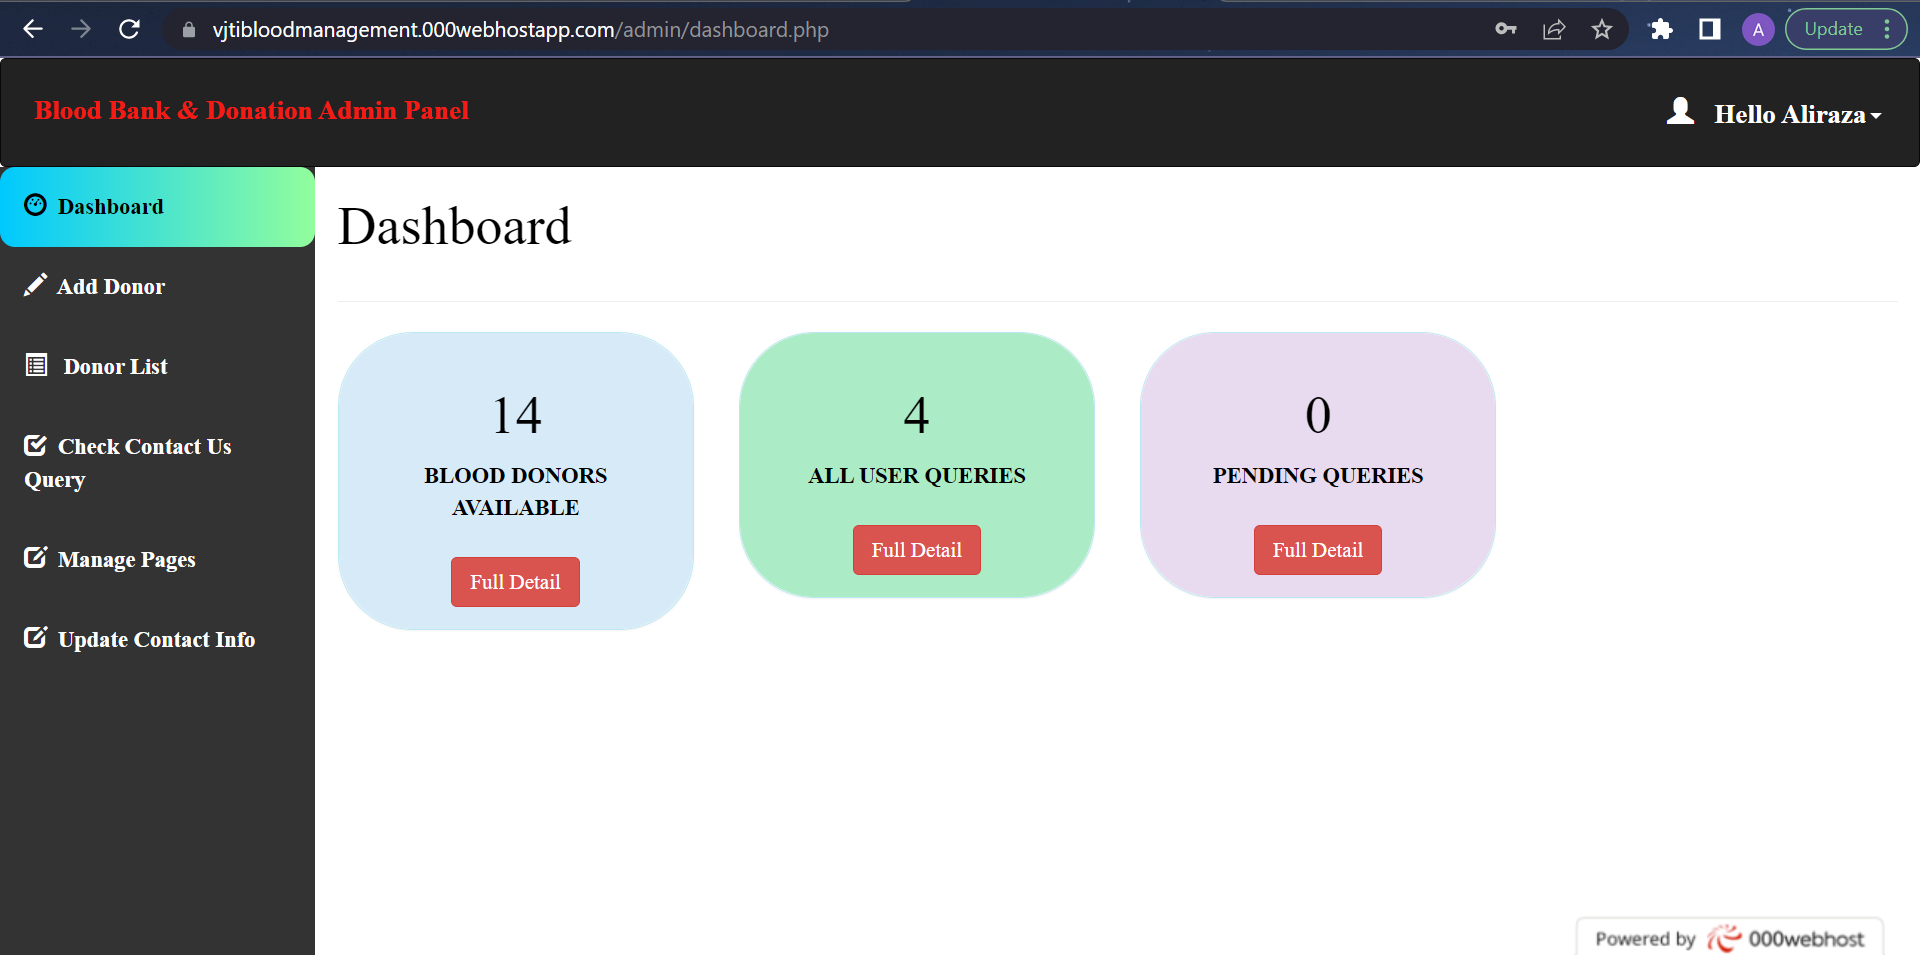 vjtibloodmanagement.000webhostapp.com/admin/dashboard.php
A
Update
Blood Bank & Donation Admin Panel
Hello Aliraza
Dashboard
Add Donor
Donor List
Check Contact Us
Query
Manage Pages
Update Contact Info
Dashboard
14
BLOOD DONORS
AVAILABLE
Full Detail
4
ALL USER QUERIES
Full Detail
0
PENDING QUERIES
Full Detail
Powered by 000webhost